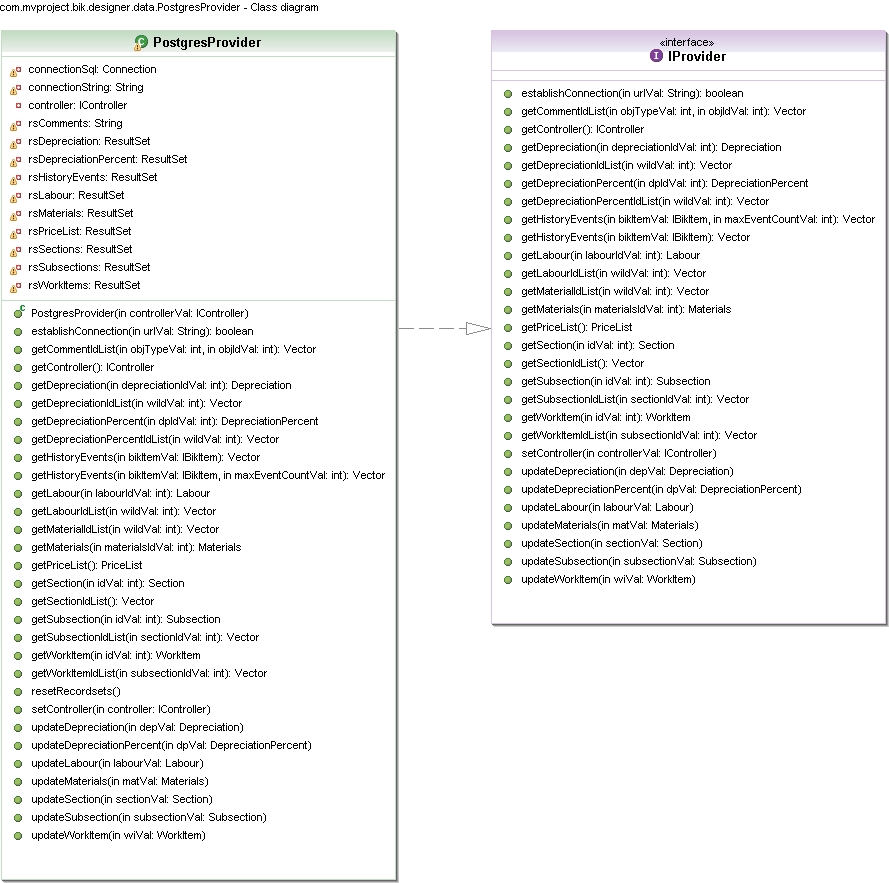 com.mvproject.bik.designer.data.PostgresProvider - Class diagram
C PostgresProvider
connectionSql: Connection
connectionString: String
controller: IController
rsComments: String
rsDepreciation: ResultSet
rsDepreciationPercent: ResultSet
rsHistoryEvents: ResultSet
rsLabour: ResultSet
rsMaterials: ResultSet
rsPriceList: ResultSet
rsSections: ResultSet
rsSubsections: ResultSet
rsWorkItems: ResultSet
PostgresProvider(in controllerVal: IController)
establishConnection(in urlVal: String): boolean
getCommentIdList(in objTypeVal: int, in objIdVal: int): Vector
getController(): IController
getDepreciation(in depreciationIdVal: int): Depreciation
getDepreciationIdList(in wiIdVal: int): Vector
getDepreciationPercent(in dpIdVal: int): DepreciationPercent
getDepreciationPercentIdList(in wiIdVal: int): Vector
getHistoryEvents(in bikItemVal: IBikItem): Vector
getHistoryEvents(in bikItemVal: IBikItem, in maxEventCountVal: int): Vector
getLabour(in labourIdVal: int): Labour
getLabourIdList(in wiIdVal: int): Vector
getMaterialIdList(in wiIdVal: int): Vector
getMaterials(in materialsIdVal: int): Materials
getPriceList(): PriceList
getSection(in idVal: int): Section
getSectionIdList(): Vector
getSubsection(in idVal: int): Subsection
getSubsectionIdList(in sectionIdVal: int): Vector
getWorkItem(in idVal: int): WorkItem
getWorkItemIdList(in subsectionIdVal: int): Vector
resetRecordsets()
setController(in controller: IController)
updateDepreciation(in depVal: Depreciation)
updateDepreciationPercent(in dpVal: DepreciationPercent)
updateLabour(in labourVal: Labour)
updateMaterials(in matVal: Materials)
updateSection(in sectionVal: Section)
updateSubsection(in subsectionVal: Subsection)
updateWorkItem(in wiVal: WorkItem)
«interface»
I IProvider
establishConnection(in urlVal: String): boolean
getCommentIdList(in objTypeVal: int, in objIdVal: int): Vector
getController(): IController
getDepreciation(in depreciationIdVal: int): Depreciation
getDepreciationIdList(in wiIdVal: int): Vector
getDepreciationPercent(in dpIdVal: int): DepreciationPercent
getDepreciationPercentIdList(in wiIdVal: int): Vector
getHistoryEvents(in bikItemVal: IBikItem, in maxEventCountVal: int): Vector
getHistoryEvents(in bikItemVal: IBikItem): Vector
getLabour(in labourIdVal: int): Labour
getLabourIdList(in wiIdVal: int): Vector
getMaterialIdList(in wiIdVal: int): Vector
getMaterials(in materialsIdVal: int): Materials
getPriceList(): PriceList
getSection(in idVal: int): Section
getSectionIdList(): Vector
getSubsection(in idVal: int): Subsection
getSubsectionIdList(in sectionIdVal: int): Vector
getWorkItem(in idVal: int): WorkItem
getWorkItemIdList(in subsectionIdVal: int): Vector
setController(in controllerVal: IController)
updateDepreciation(in depVal: Depreciation)
updateDepreciationPercent(in dpVal: DepreciationPercent)
updateLabour(in labourVal: Labour)
updateMaterials(in matVal: Materials)
updateSection(in sectionVal: Section)
updateSubsection(in subsectionVal: Subsection)
updateWorkItem(in wiVal: WorkItem)